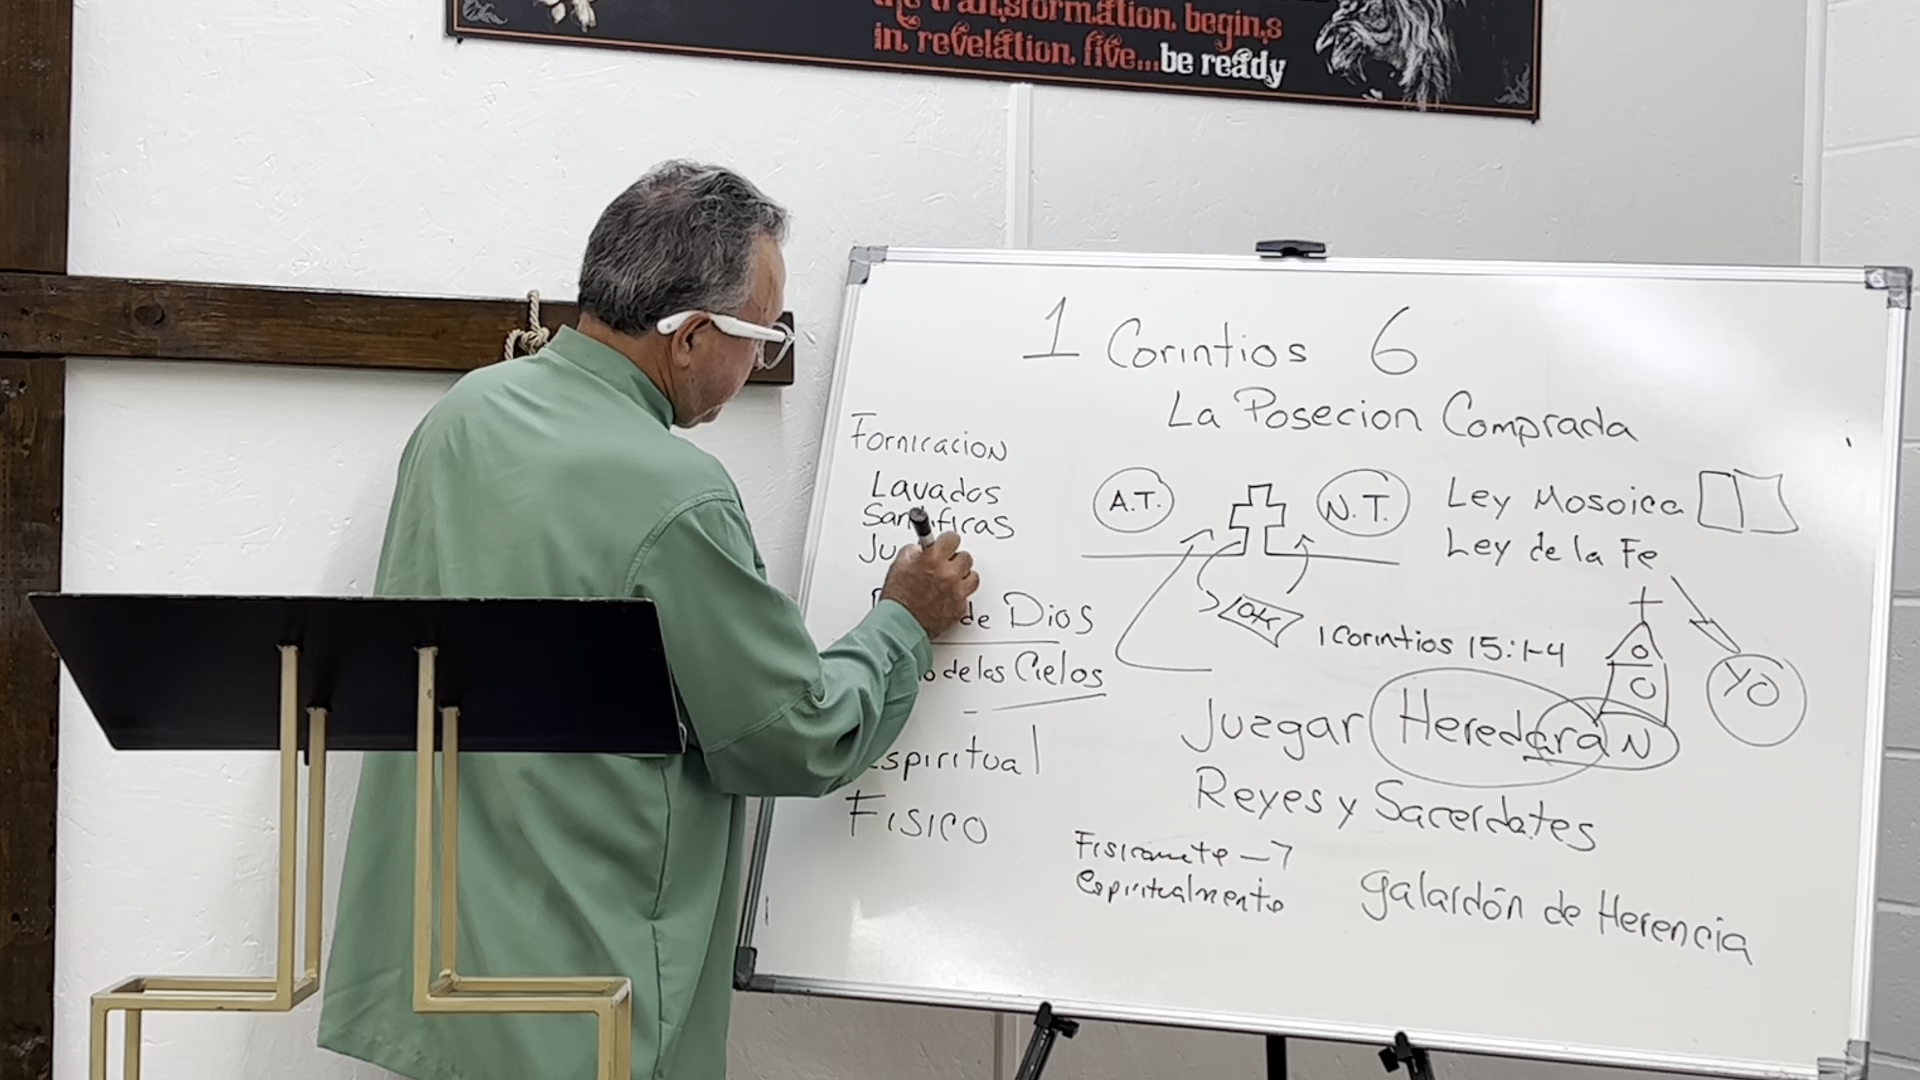 the transformation begins
in revelation five...be ready
1 Corintios 6
La Posecion Comprada
Fornicacion
Lavados
A.T.
N.T.
Ley Mosoica
Ley de la Fe
de Dios
de los Cielos
1 Corintios 15:1-4
YO
Juzgar Heredaran
Reyes y Sacerdotes
Espiritual
Fisico
espiritualmente
galardón de Herencia